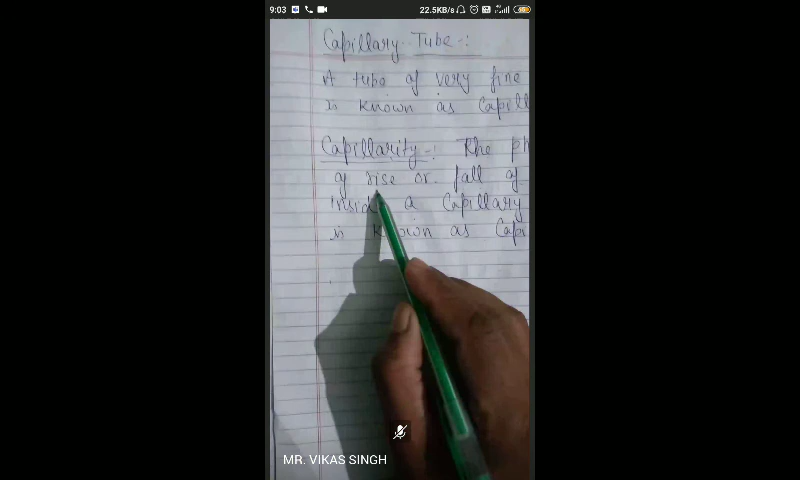 9:03 22.5KB/s
Capillary Tube :
A tube of very fine
is known as Capill
Capillarity : The ph
of rise or fall of
insid a Capillary
is known as Capi
MR. VIKAS SINGH